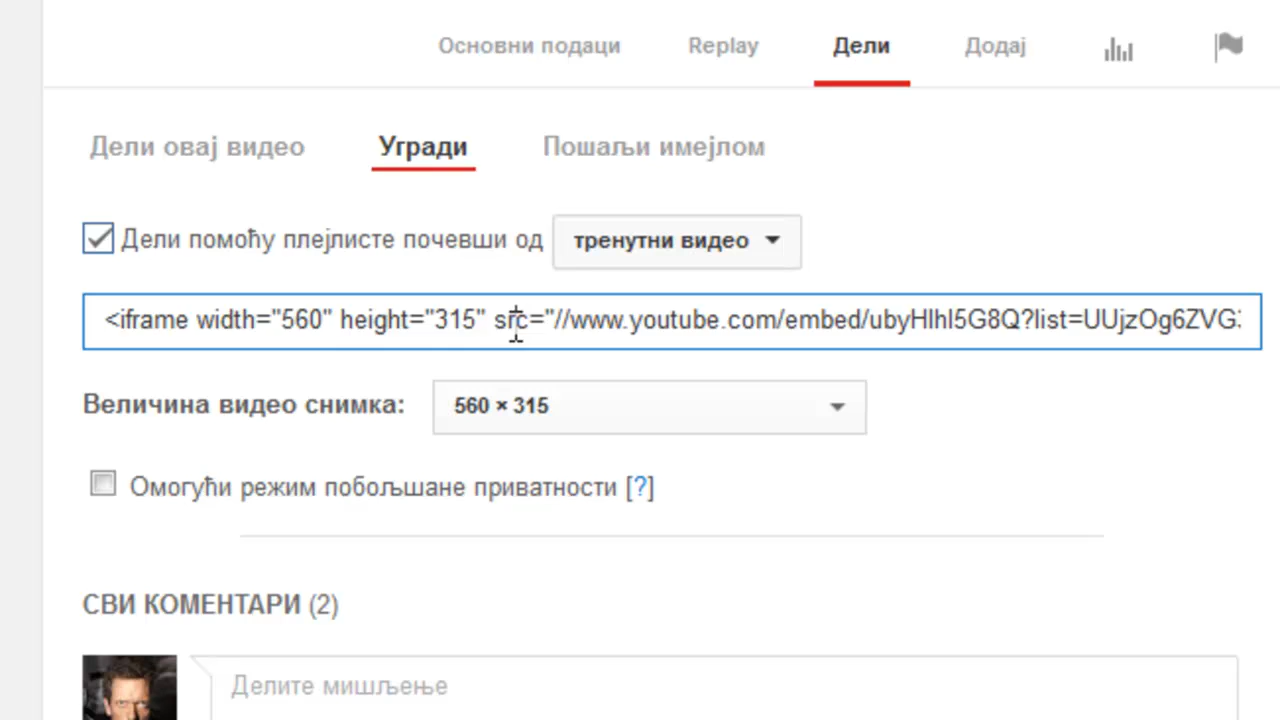 Основни подаци Replay Дели Додај
Дели овај видео Угради Пошаљи имејлом
Дели помоћу плејлисте почевши од тренутни видео
<iframe width="560" height="315" src="//www.youtube.com/embed/ubyHlhI5G8Q?list=UUjzOg6ZVG
Величина видео снимка: 560 × 315
Омогући режим побољшане приватности [?]
СВИ КОМЕНТАРИ (2)
Делите мишљење